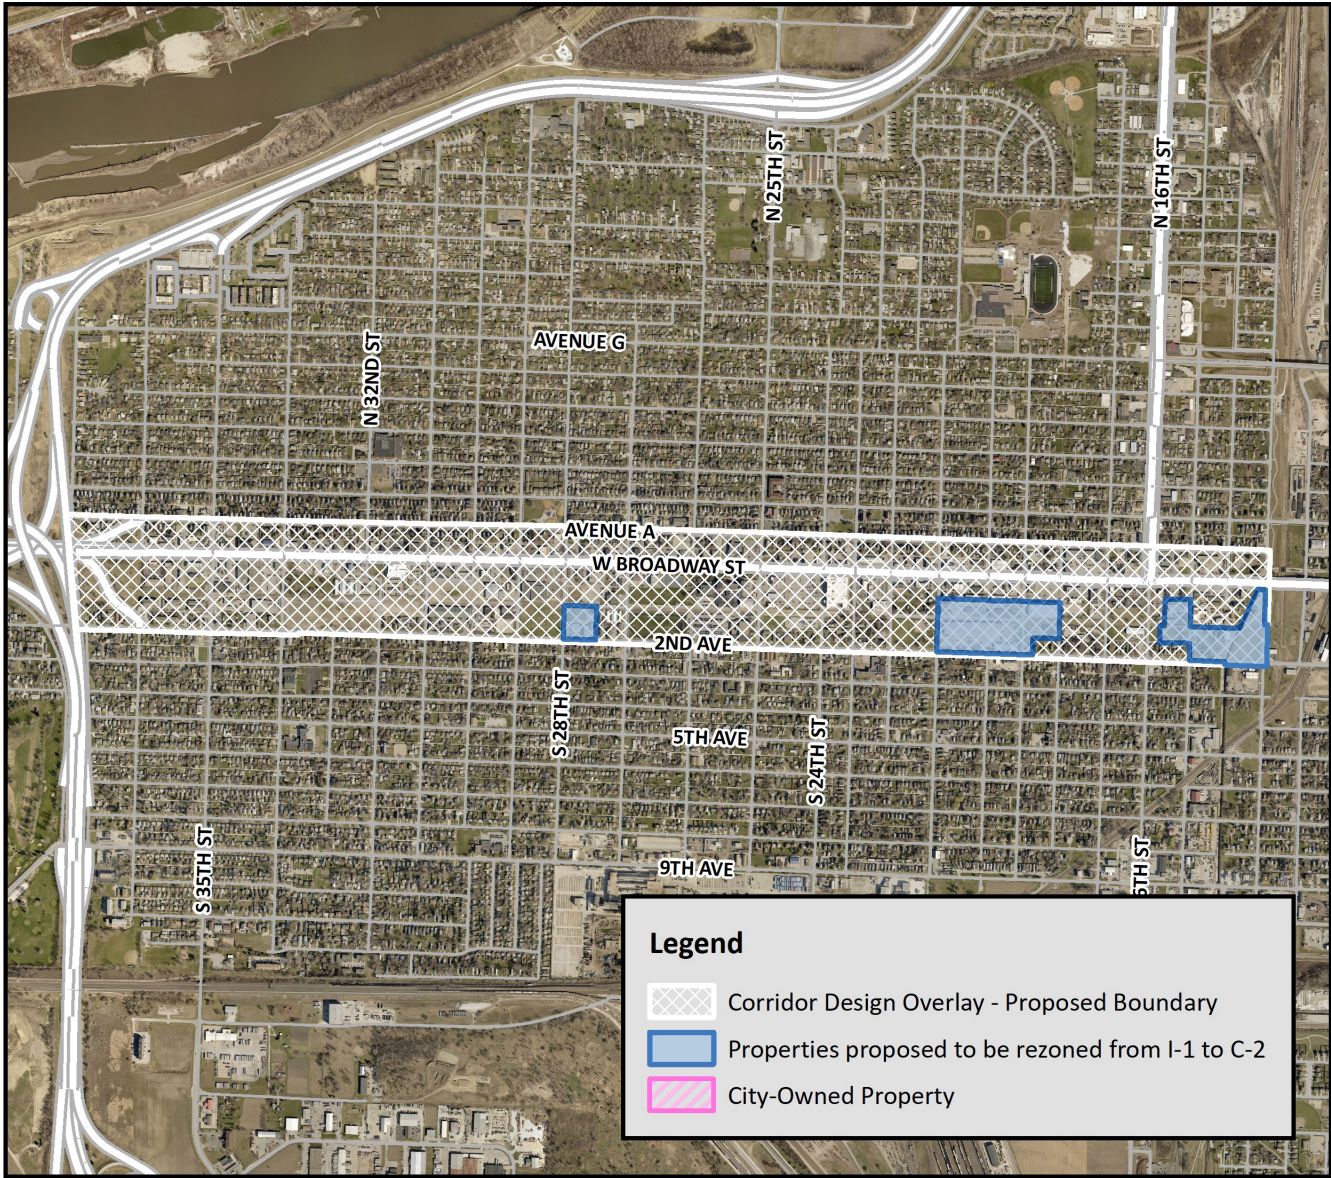 N 25TH ST
N 16TH ST
N 32ND ST
AVENUE G
AVENUE A
W BROADWAY ST
2ND AVE
S 28TH ST
5TH AVE
S 24TH ST
S 35TH ST
9TH AVE
6TH ST
Legend
Corridor Design Overlay - Proposed Boundary
Properties proposed to be rezoned from I-1 to C-2
City-Owned Property